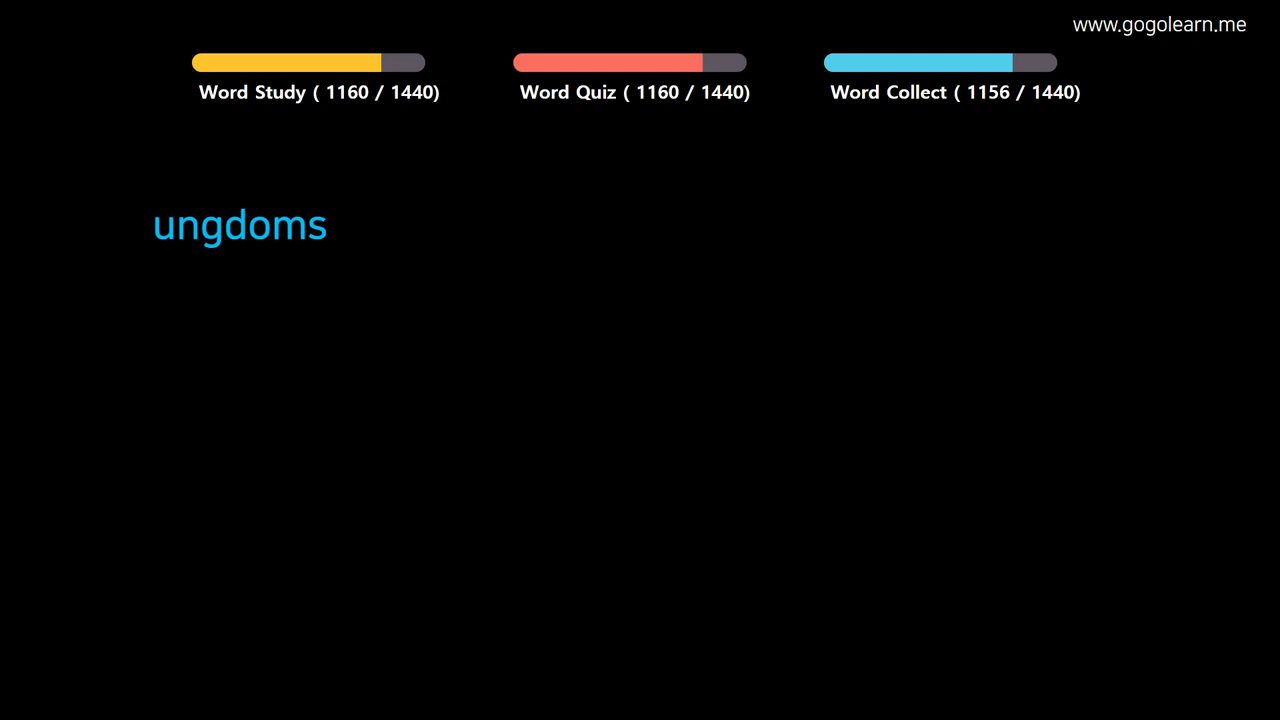 www.gogolearn.me
Word Study ( 1160 / 1440)
Word Quiz ( 1160 / 1440)
Word Collect ( 1156 / 1440)
ungdoms